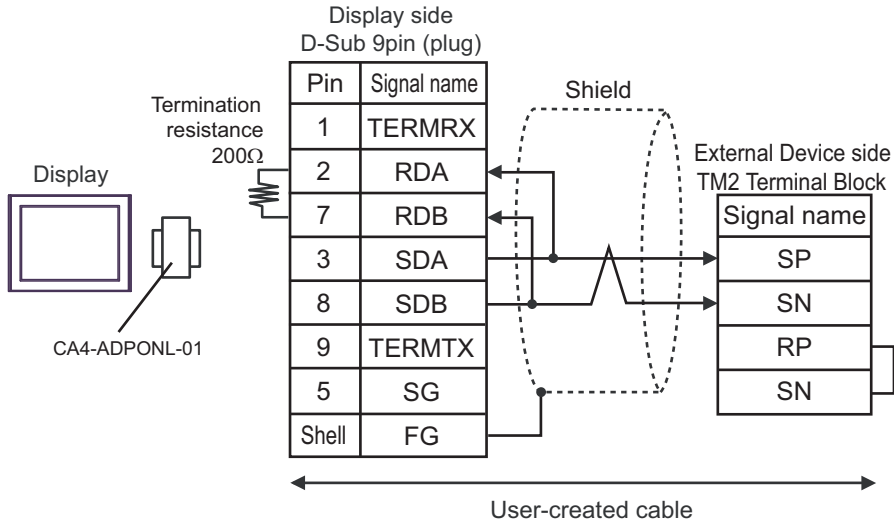 Display side
D-Sub 9pin (plug)
Pin Signal name
1 TERMRX
2 RDA
7 RDB
3 SDA
8 SDB
9 TERMTX
5 SG
Shell FG
Termination
resistance
200Ω
Display
CA4-ADPONL-01
Shield
External Device side
TM2 Terminal Block
Signal name
SP
SN
RP
SN
User-created cable